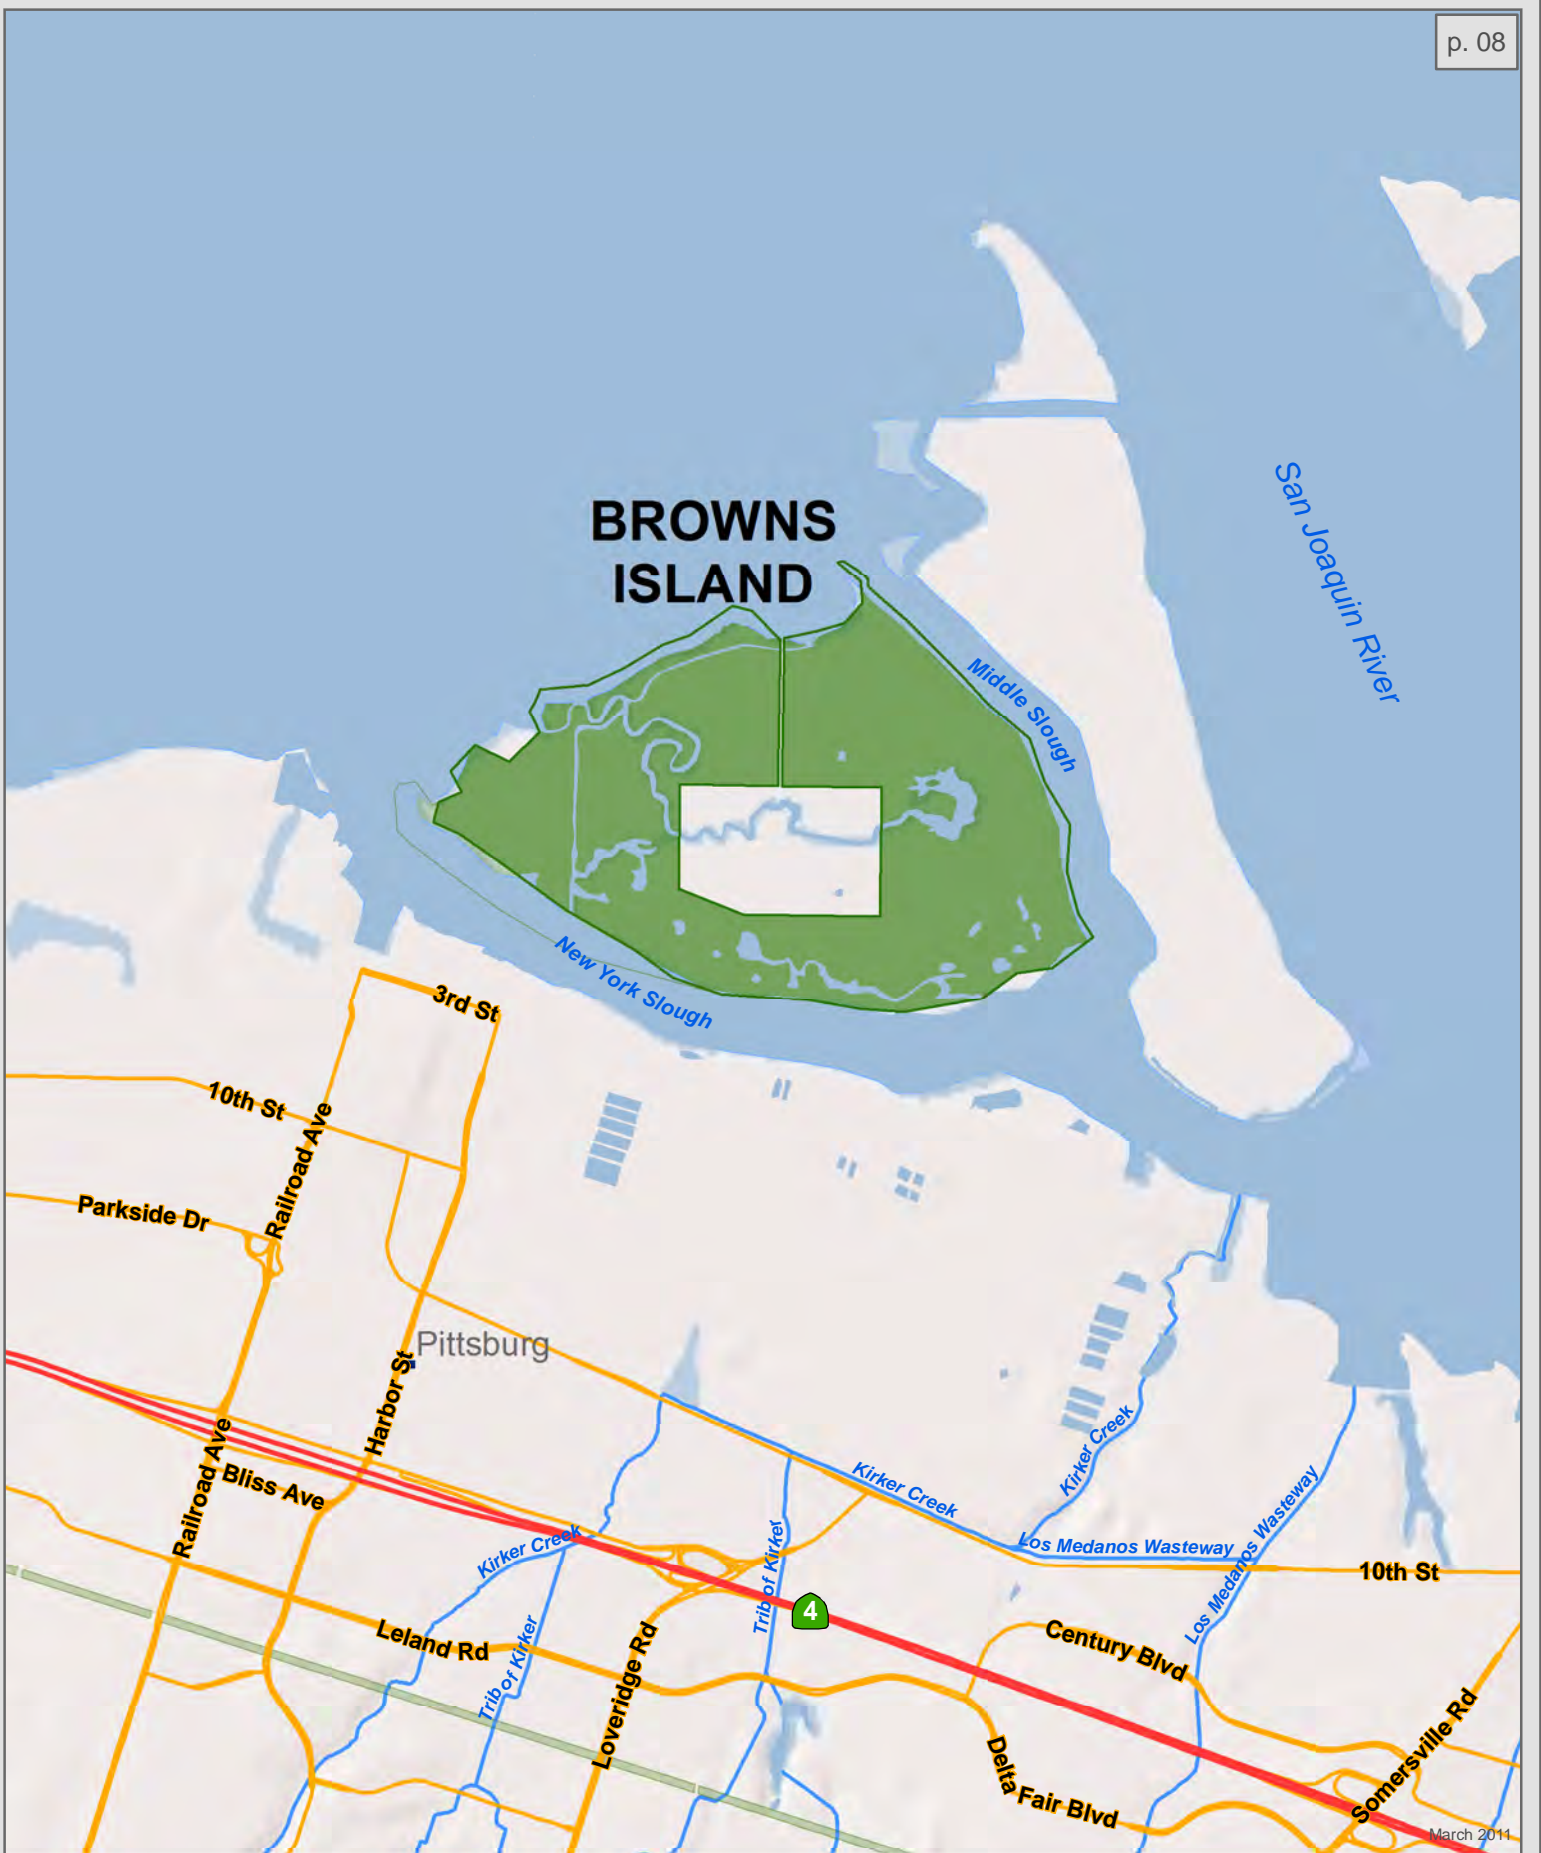 p. 08
San Joaquin River
BROWNS
ISLAND
Middle Slough
New York Slough
3rd St
10th St
Railroad Ave
Parkside Dr
Pittsburg
Harbor St
Railroad Ave
Bliss Ave
Kirker Creek
Kirker Creek
Los Medanos Wasteway
Los Medanos Wasteway
Kirker Creek
Trib of Kirker
Trib of Kirker
10th St
4
Leland Rd
Loveridge Rd
Century Blvd
Delta Fair Blvd
Somersville Rd
March 2011